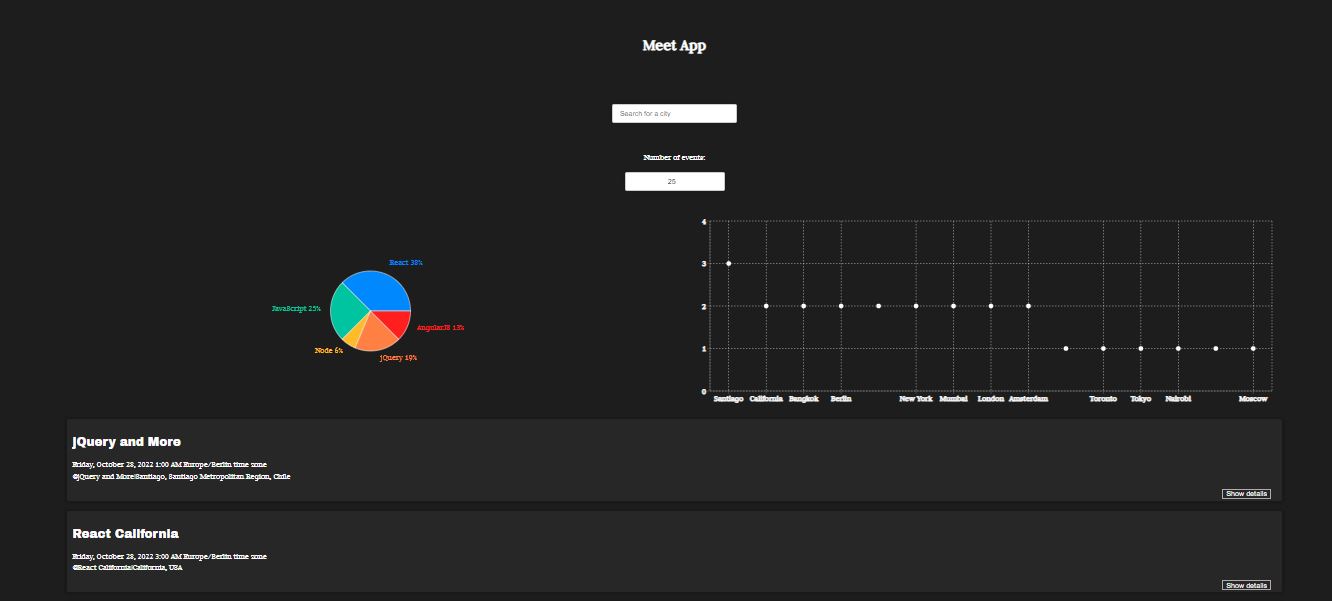 Meet App
Search for a city
Number of events:
25
React 38%
JavaScript 25%
AngularJS 13%
Node 6%
jQuery 19%
4
3
2
1
0
Santiago California Bangkok Berlin New York Mumbai London Amsterdam Toronto Tokyo Nairobi Moscow
jQuery and More
Friday, October 28, 2022 1:00 AM Europe/Berlin time zone
@jQuery and More|Santiago, Santiago Metropolitan Region, Chile
Show details
React California
Friday, October 28, 2022 3:00 AM Europe/Berlin time zone
@React California|California, USA
Show details